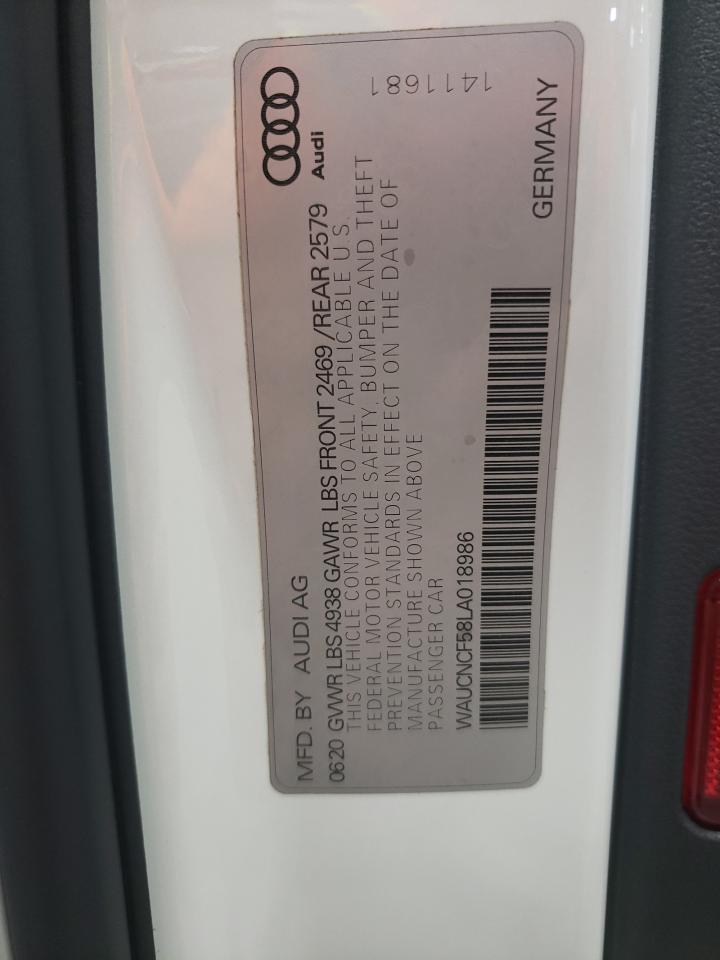 MFD. BY AUDI AG
Audi
0620 GVWR LBS 4938 GAWR LBS FRONT 2469 / REAR 2579
THIS VEHICLE CONFORMS TO ALL APPLICABLE U.S.
FEDERAL MOTOR VEHICLE SAFETY, BUMPER AND THEFT
PREVENTION STANDARDS IN EFFECT ON THE DATE OF
MANUFACTURE SHOWN ABOVE
PASSENGER CAR
WAUCNCF58LA018986
1411681
GERMANY